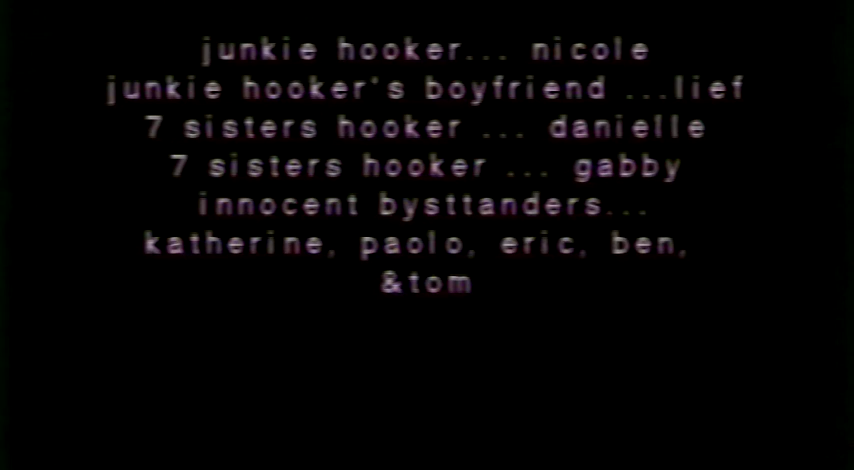 junkie hooker... nicole
junkie hooker's boyfriend ...lief
7 sisters hooker ... danielle
7 sisters hooker ... gabby
innocent bysttanders...
katherine, paolo, eric, ben,
&tom